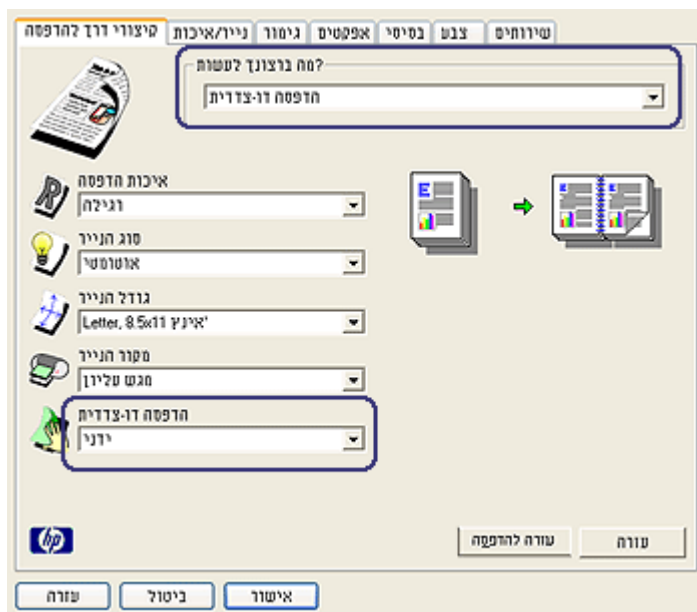 קיצורי דרך להדפסה נייר/איכות גימור אפקטים בסיסי צבע שירותים
מה ברצונך לעשות?
הדפסה דו-צדדית
איכות הדפסה
רגילה
סוג הנייר
אוטומטי
גודל הנייר
Letter, 8.5x11 אינץ'
מקור הנייר
מגש עליון
הדפסה דו-צדדית
ידני
hp
עזרה להדפסה
עזרה
עזרה ביטול אישור